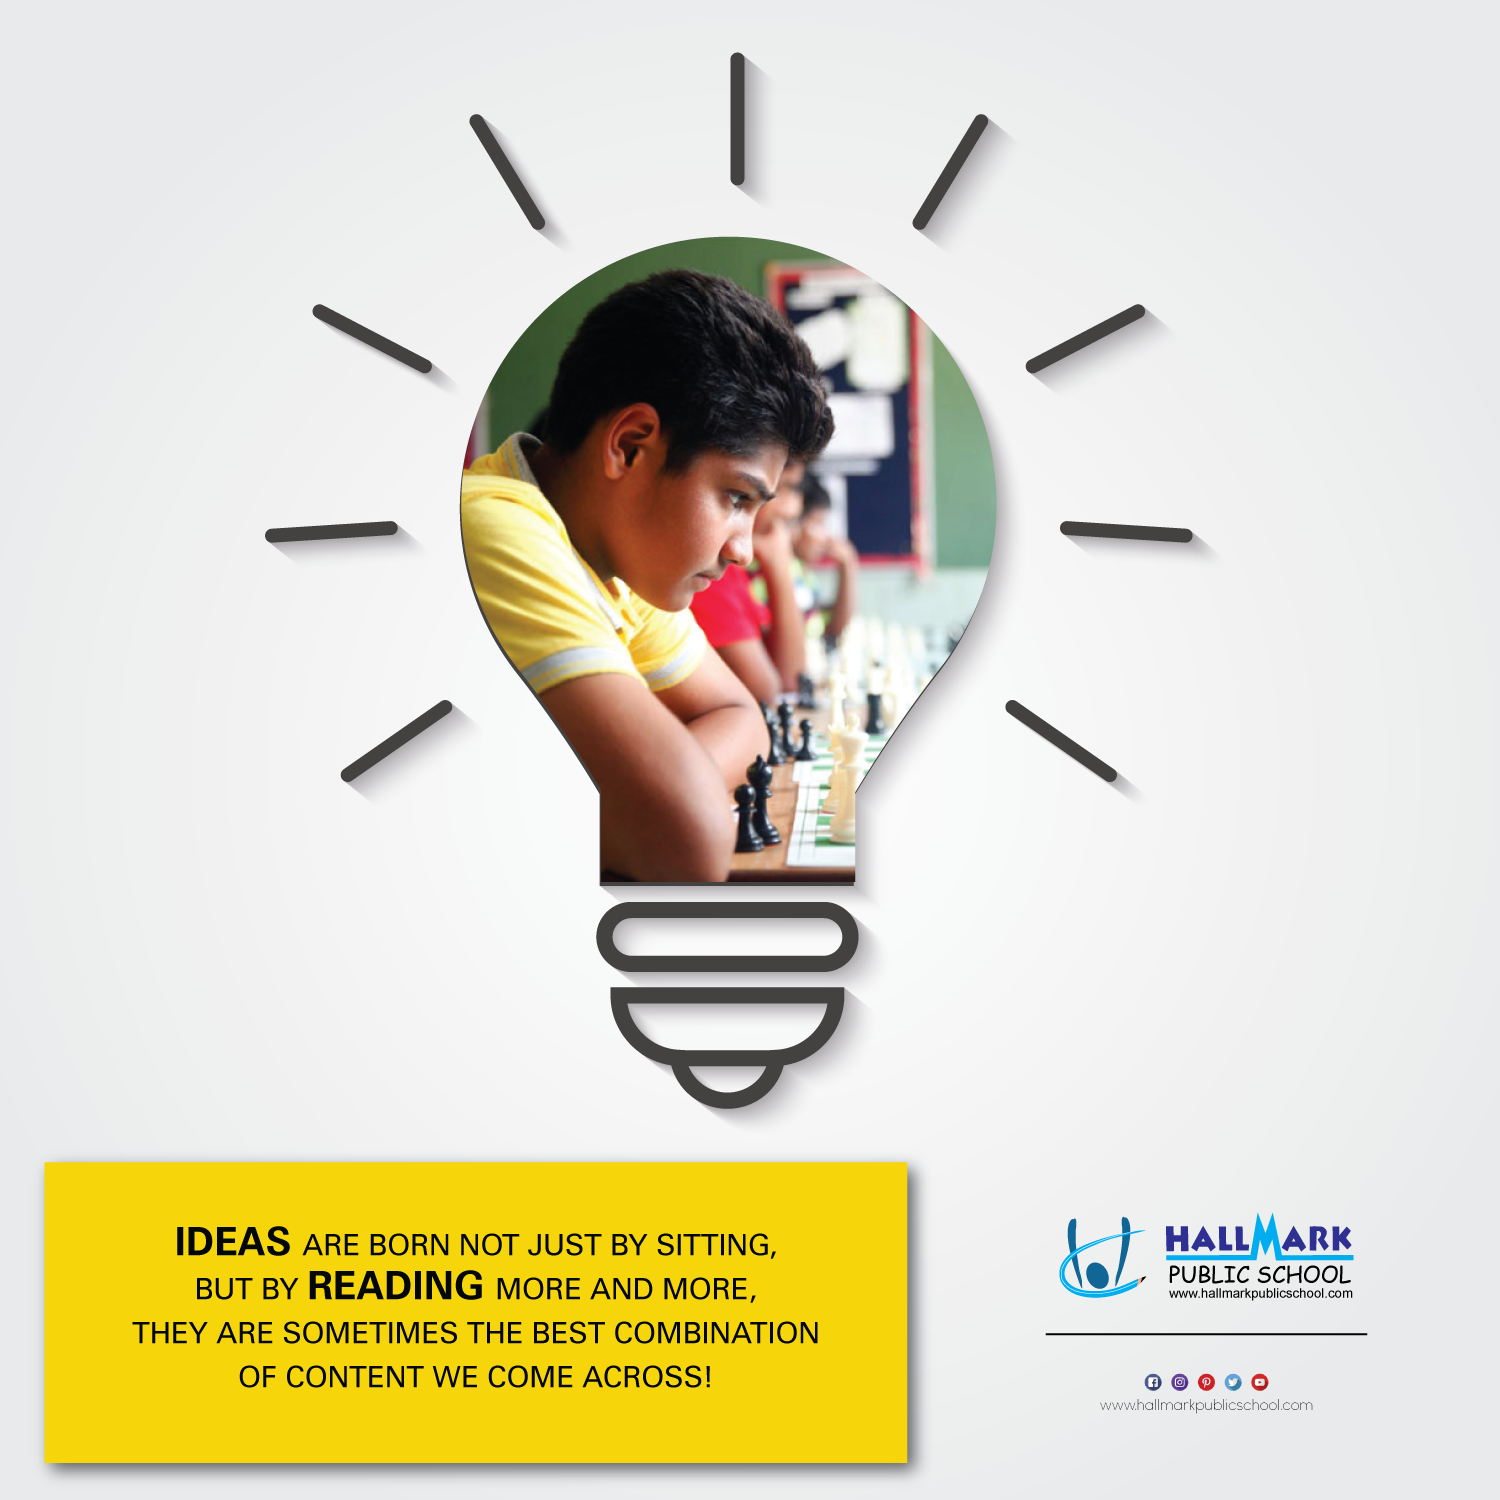 IDEAS ARE BORN NOT JUST BY SITTING,
BUT BY READING MORE AND MORE,
THEY ARE SOMETIMES THE BEST COMBINATION
OF CONTENT WE COME ACROSS!
HALLMARK
PUBLIC SCHOOL
www.hallmarkpublicschool.com
www.hallmarkpublicschool.com